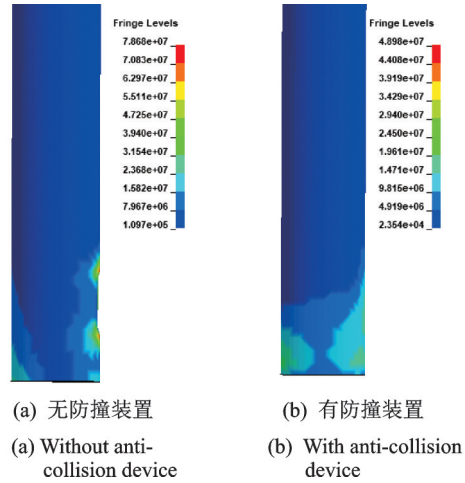 Fringe Levels
7.868e+07
7.083e+07
6.297e+07
5.511e+07
4.725e+07
3.940e+07
3.154e+07
2.368e+07
1.582e+07
7.967e+06
1.097e+05
Fringe Levels
4.898e+07
4.408e+07
3.919e+07
3.429e+07
2.940e+07
2.450e+07
1.961e+07
1.471e+07
9.815e+06
4.919e+06
2.354e+04
(a) 无防撞装置
(a) Without anti-
collision device
(b) 有防撞装置
(b) With anti-collision
device